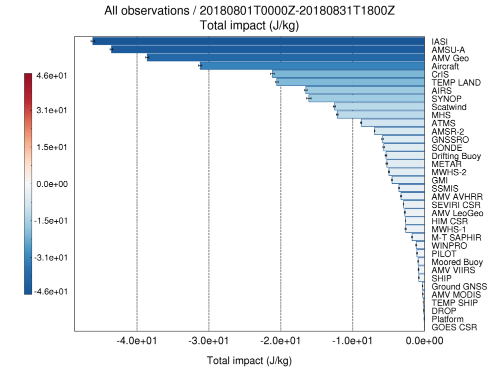 All observations / 20180801T0000Z-20180831T1800Z
Total impact (J/kg)
IASI
AMSU-A
AMV Geo
Aircraft
CrIS
TEMP LAND
AIRS
SYNOP
Scatwind
MHS
ATMS
AMSR-2
GNSSRO
SONDE
Drifting Buoy
METAR
MWHS-2
GMI
SSMIS
AMV AVHRR
SEVIRI CSR
AMV LeoGeo
HIM CSR
MWHS-1
M-T SAPHIR
WINPRO
PILOT
Moored Buoy
AMV VIIRS
SHIP
Ground GNSS
AMV MODIS
TEMP SHIP
DROP
Platform
GOES CSR
4.6e+01
3.1e+01
1.5e+01
0.0e+00
-1.5e+01
-3.1e+01
-4.6e+01
-4.0e+01 -3.0e+01 -2.0e+01 -1.0e+01 0.0e+00
Total impact (J/kg)